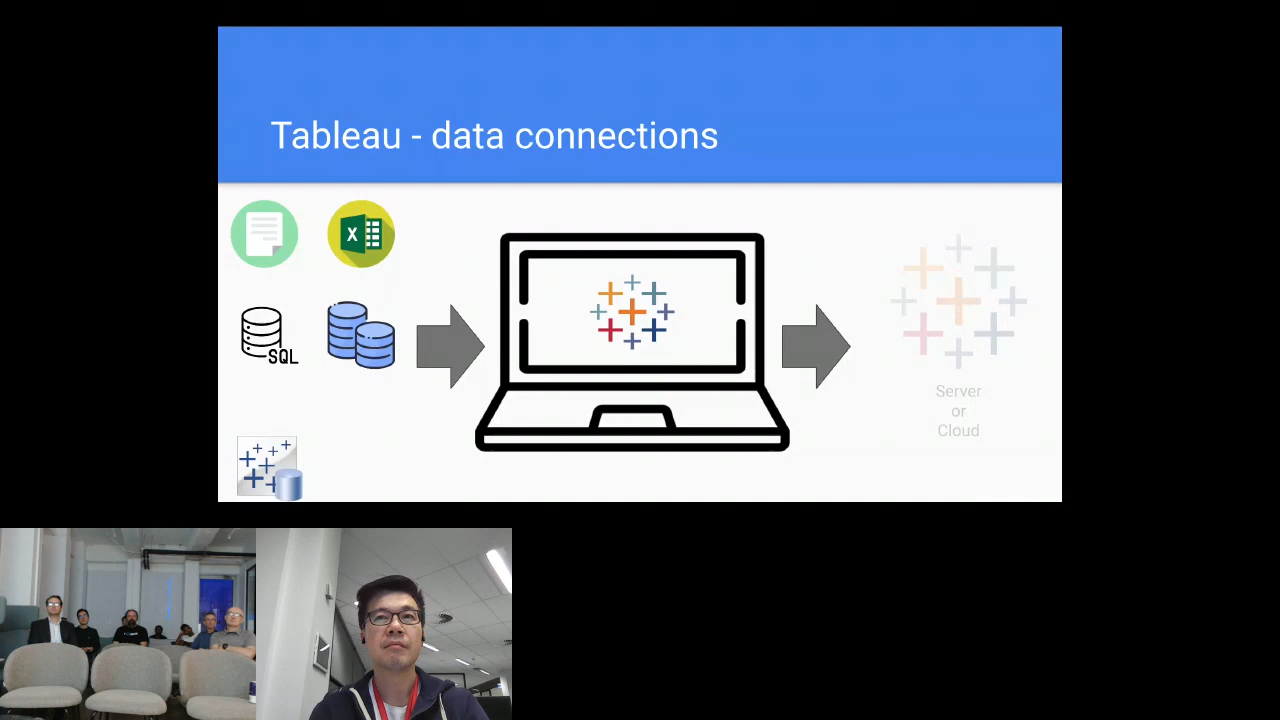 Tableau - data connections
X
SQL
Server
or
Cloud